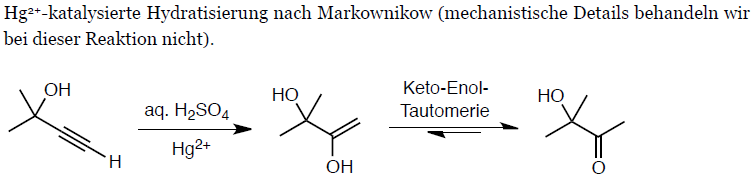 Hg²⁺-katalysierte Hydratisierung nach Markownikow (mechanistische Details behandeln wir
bei dieser Reaktion nicht).
OH
H
aq. H₂SO₄
Hg²⁺
HO
OH
Keto-Enol-
Tautomerie
HO
O